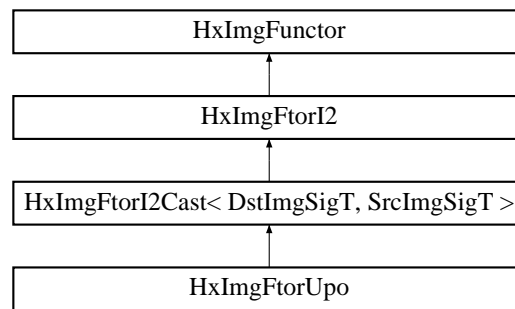 HxImgFunctor
HxImgFtorI2
HxImgFtorI2Cast< DstImgSigT, SrcImgSigT >
HxImgFtorUpo